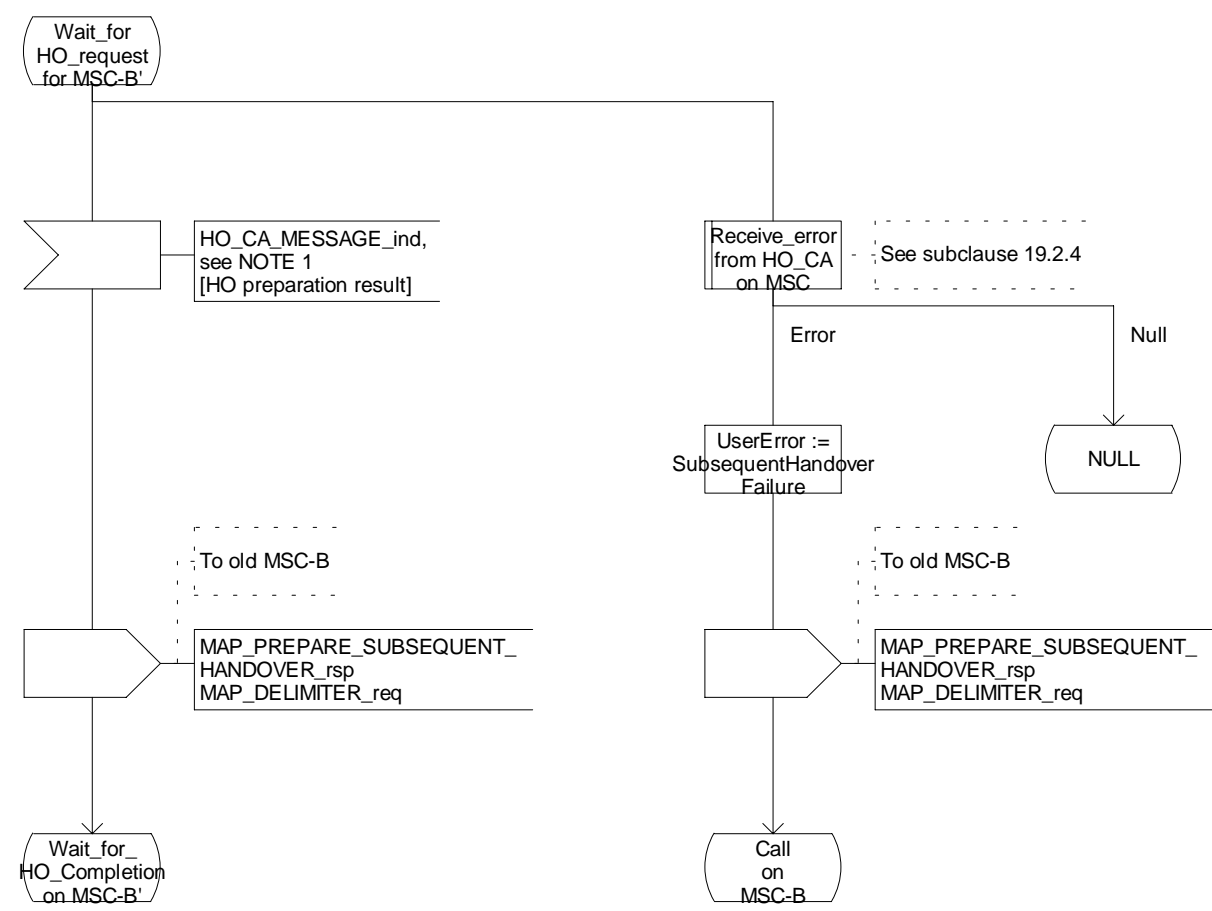 Wait_for
HO_request
for MSC-B'
HO_CA_MESSAGE_ind,
see NOTE 1
[HO preparation result]
Receive_error
from HO_CA
on MSC
See subclause 19.2.4
Error
Null
UserError :=
SubsequentHandover
Failure
NULL
To old MSC-B
To old MSC-B
MAP_PREPARE_SUBSEQUENT_
HANDOVER_rsp
MAP_DELIMITER_req
MAP_PREPARE_SUBSEQUENT_
HANDOVER_rsp
MAP_DELIMITER_req
Wait_for_
HO_Completion
on MSC-B'
Call
on
MSC-B